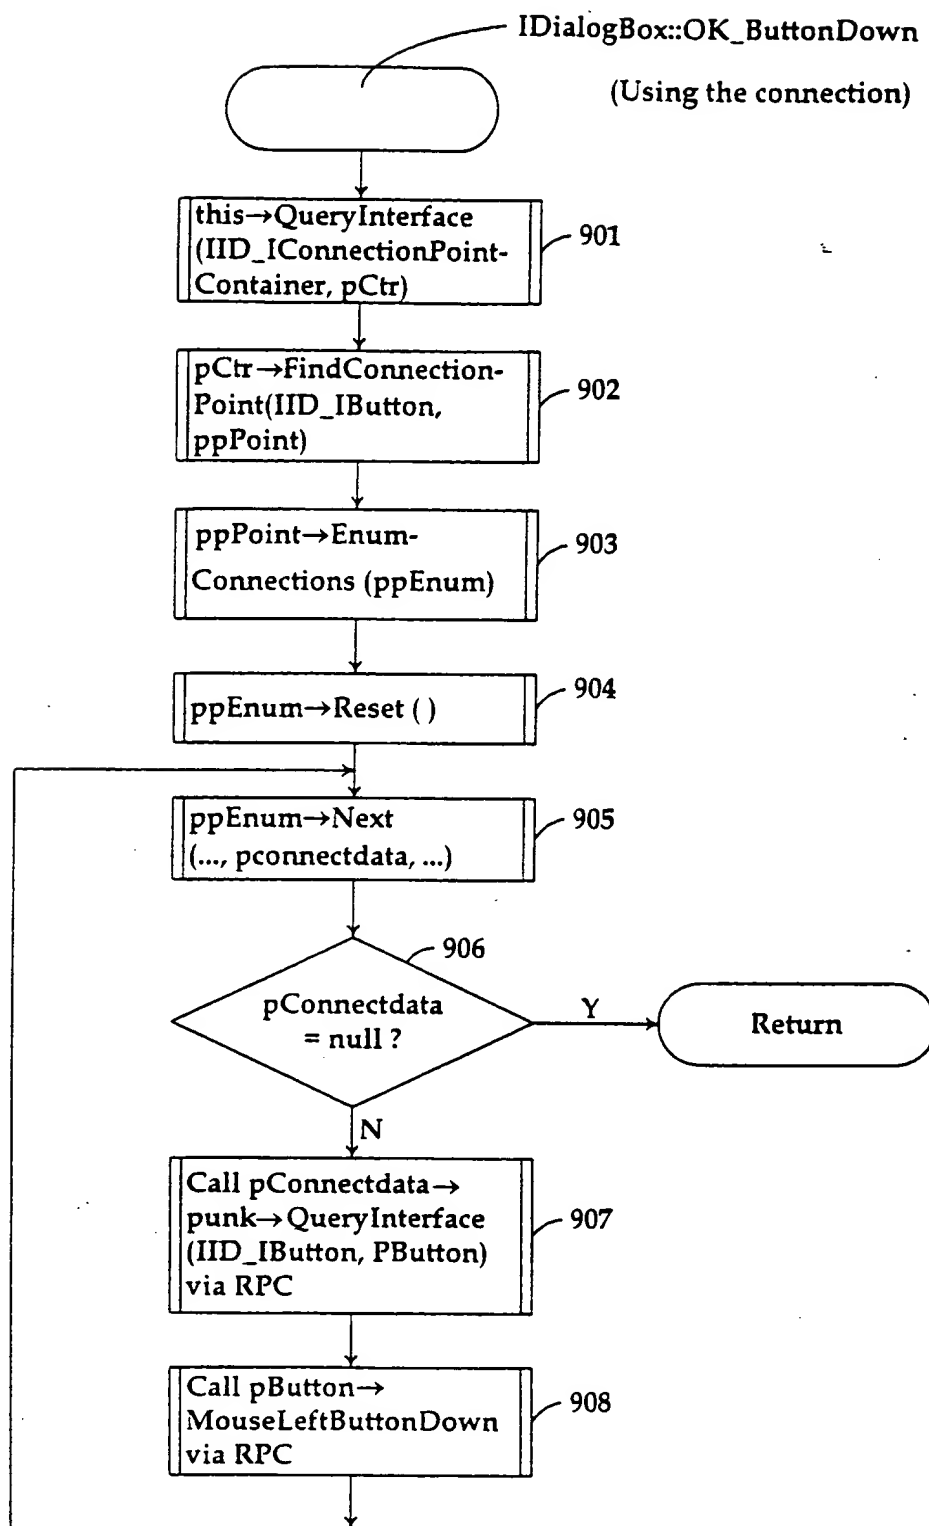 IDialogBox::OK_ButtonDown
(Using the connection)
this→QueryInterface
(IID_IConnectionPoint-
Container, pCtr)
901
pCtr→FindConnection-
Point(IID_IButton,
ppPoint)
902
ppPoint→Enum-
Connections (ppEnum)
903
ppEnum→Reset ( )
904
ppEnum→Next
(..., pconnectdata, ...)
905
906
pConnectdata
= null ?
Y
Return
N
Call pConnectdata→
punk→QueryInterface
(IID_IButton, PButton)
via RPC
907
Call pButton→
MouseLeftButtonDown
via RPC
908